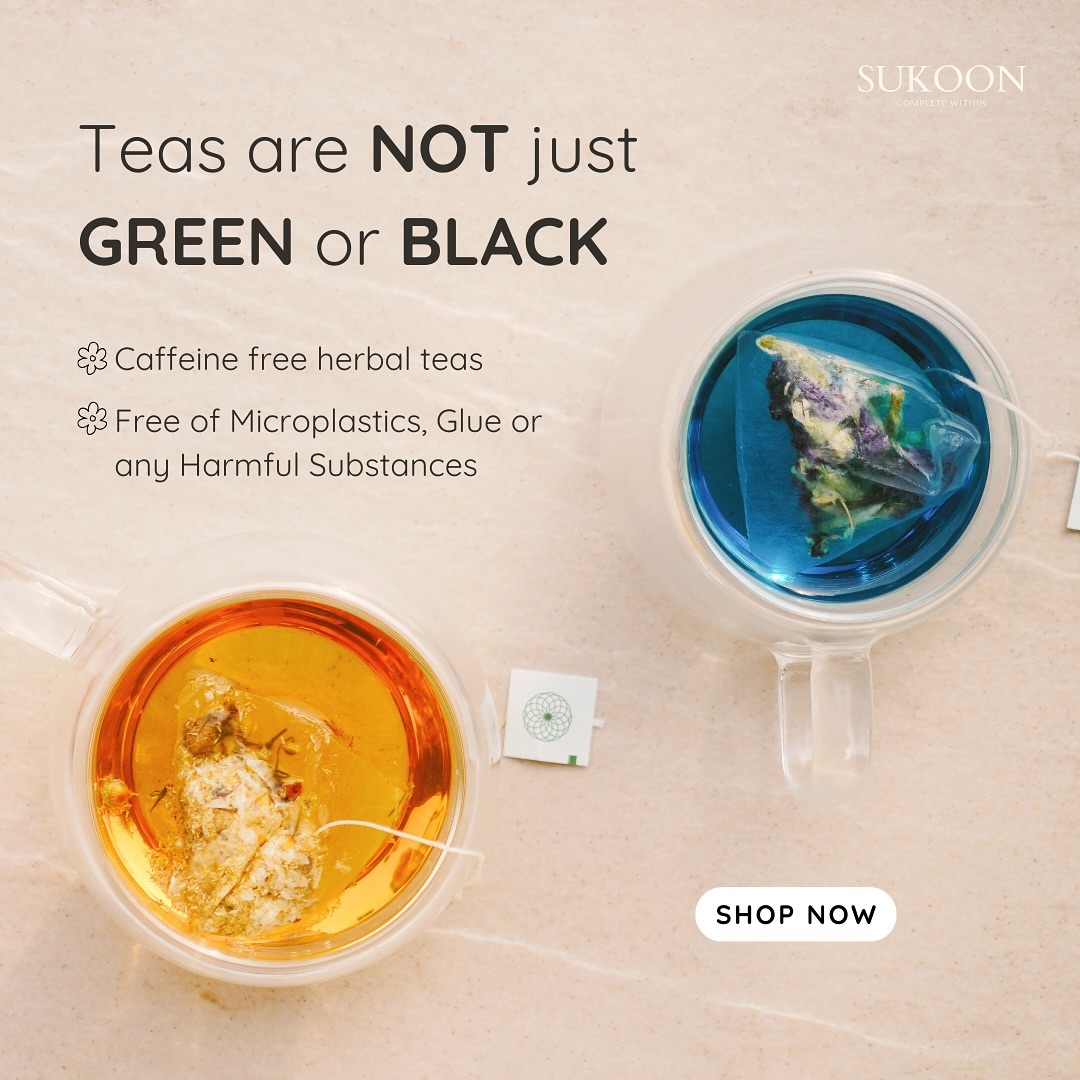 SUKOON
COMPLETE WITHIN
Teas are NOT just
GREEN or BLACK
Caffeine free herbal teas
Free of Microplastics, Glue or
any Harmful Substances
SHOP NOW